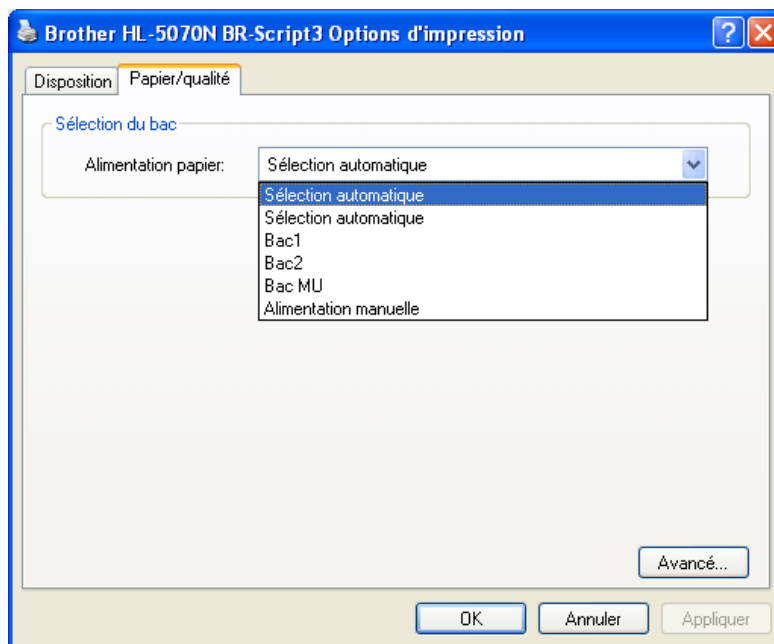 Brother HL-5070N BR-Script3 Options d'impression
Disposition Papier/qualité
Sélection du bac
Alimentation papier: Sélection automatique
Sélection automatique
Sélection automatique
Bac1
Bac2
Bac MU
Alimentation manuelle
Avancé...
OK Annuler Appliquer